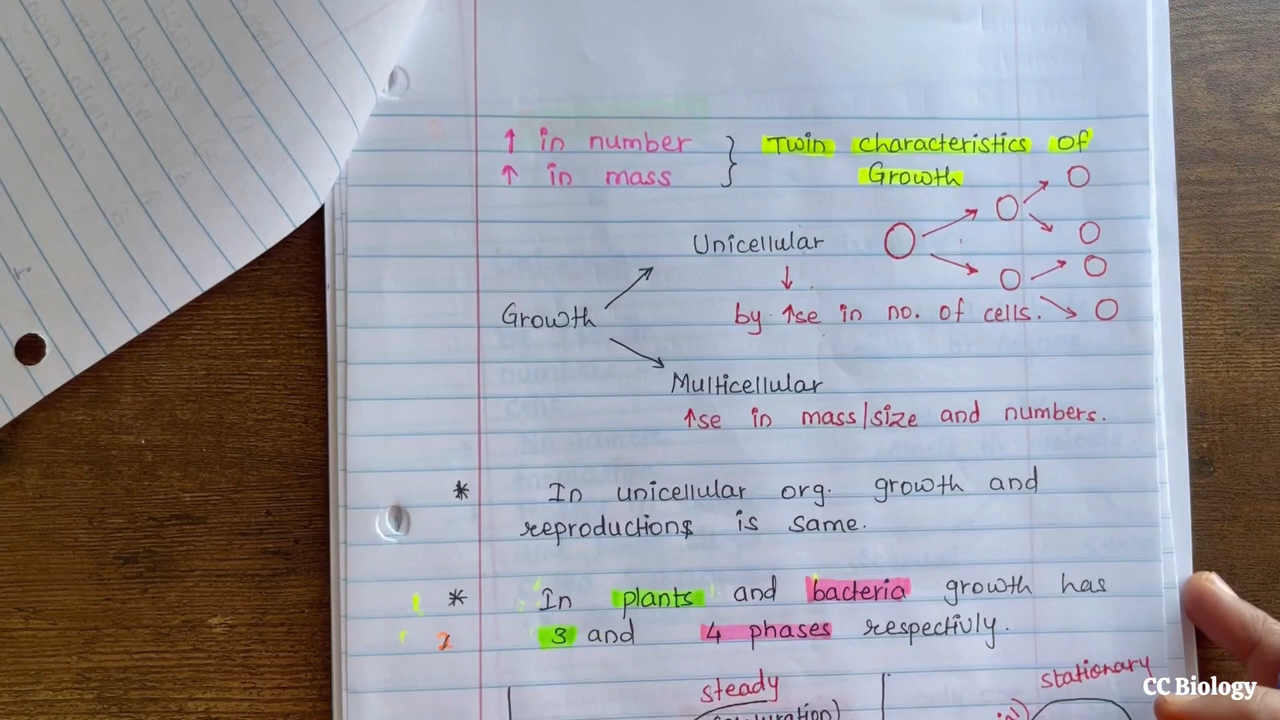 ↑ in number } Twin characteristics of
↑ in mass Growth
Unicellular
↓
by ↑se in no. of cells.
Growth
Multicellular
↑se in mass/size and numbers.
* In unicellular org. growth and
reproductions is same.
* In plants and bacteria growth has
3 and 4 phases respectivly.
steady
stationary
CC Biology